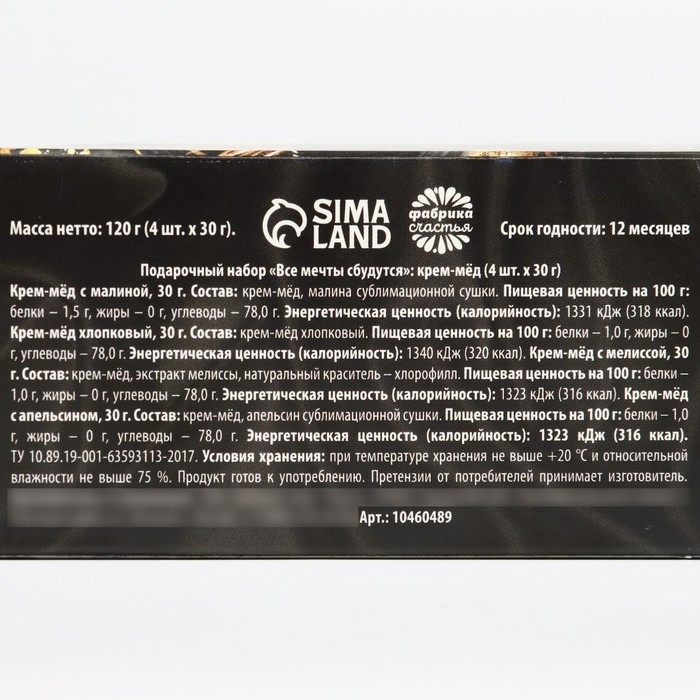 Масса нетто: 120 г (4 шт. х 30 г).
SIMA
LAND
фабрика
счастья
Срок годности: 12 месяцев
Подарочный набор «Все мечты сбудутся»: крем-мёд (4 шт. х 30 г)
Крем-мёд с малиной, 30 г. Состав: крем-мёд, малина сублимационной сушки. Пищевая ценность на 100 г:
белки – 1,5 г, жиры – 0 г, углеводы – 78,0 г. Энергетическая ценность (калорийность): 1331 кДж (318 ккал).
Крем-мёд хлопковый, 30 г. Состав: крем-мёд хлопковый. Пищевая ценность на 100 г: белки – 1,0 г, жиры – 0
г, углеводы – 78,0 г. Энергетическая ценность (калорийность): 1340 кДж (320 ккал). Крем-мёд с мелиссой, 30
г. Состав: крем-мёд, экстракт мелиссы, натуральный краситель – хлорофилл. Пищевая ценность на 100 г: белки –
1,0 г, жиры – 0 г, углеводы – 78,0 г. Энергетическая ценность (калорийность): 1323 кДж (316 ккал). Крем-мёд
с апельсином, 30 г. Состав: крем-мёд, апельсин сублимационной сушки. Пищевая ценность на 100 г: белки – 1,0
г, жиры – 0 г, углеводы – 78,0 г. Энергетическая ценность (калорийность): 1323 кДж (316 ккал).
ТУ 10.89.19-001-63593113-2017. Условия хранения: при температуре хранения не выше +20 °С и относительной
влажности не выше 75 %. Продукт готов к употреблению. Претензии от потребителей принимает изготовитель.
Арт.: 10460489